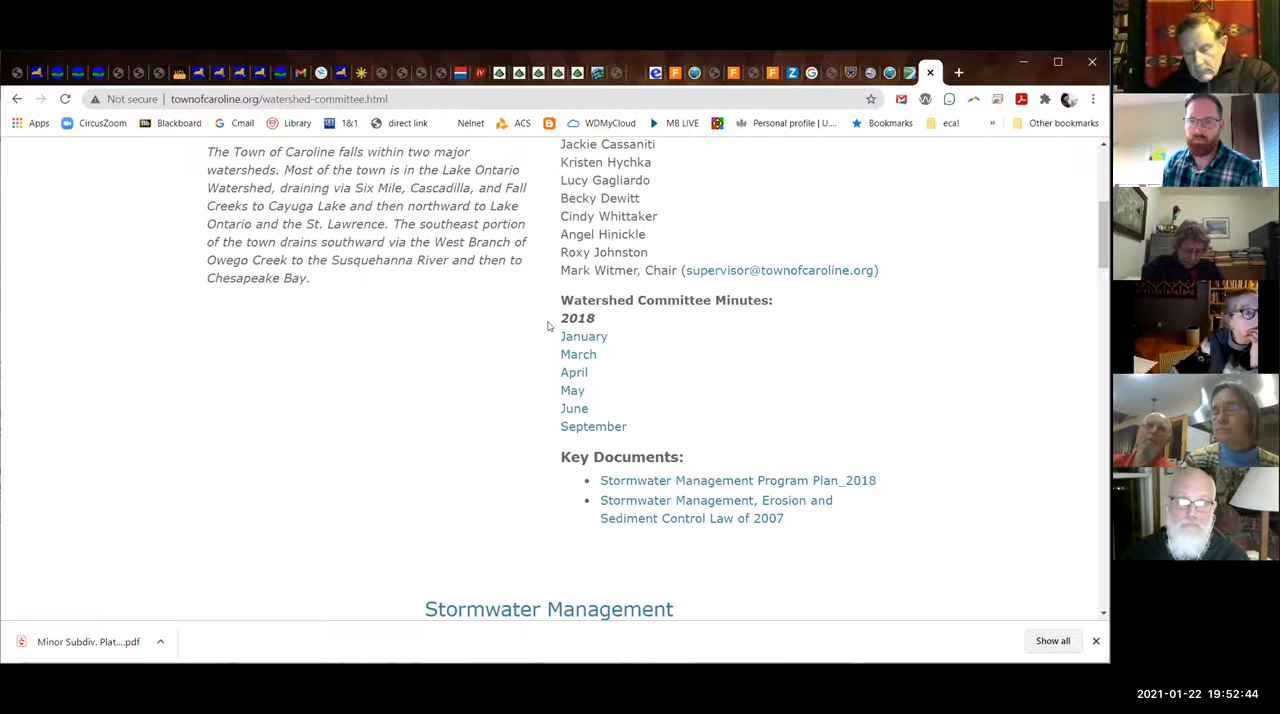 Not secure
townofcaroline.org/watershed-committee.html
Apps
CircusZoom
Blackboard
Gmail
Library
1&1
direct link
Nelnet
ACS
WDMyCloud
MB LIVE
Personal profile | U...
Bookmarks
eca!
»
Other bookmarks
The Town of Caroline falls within two major
watersheds. Most of the town is in the Lake Ontario
Watershed, draining via Six Mile, Cascadilla, and Fall
Creeks to Cayuga Lake and then northward to Lake
Ontario and the St. Lawrence. The southeast portion
of the town drains southward via the West Branch of
Owego Creek to the Susquehanna River and then to
Chesapeake Bay.
Jackie Cassaniti
Kristen Hychka
Lucy Gagliardo
Becky Dewitt
Cindy Whittaker
Angel Hinickle
Roxy Johnston
Mark Witmer, Chair (supervisor@townofcaroline.org)
Watershed Committee Minutes:
2018
January
March
April
May
June
September
Key Documents:
• Stormwater Management Program Plan_2018
• Stormwater Management, Erosion and
Sediment Control Law of 2007
Stormwater Management
Minor Subdiv. Plat....pdf
Show all
2021-01-22 19:52:44